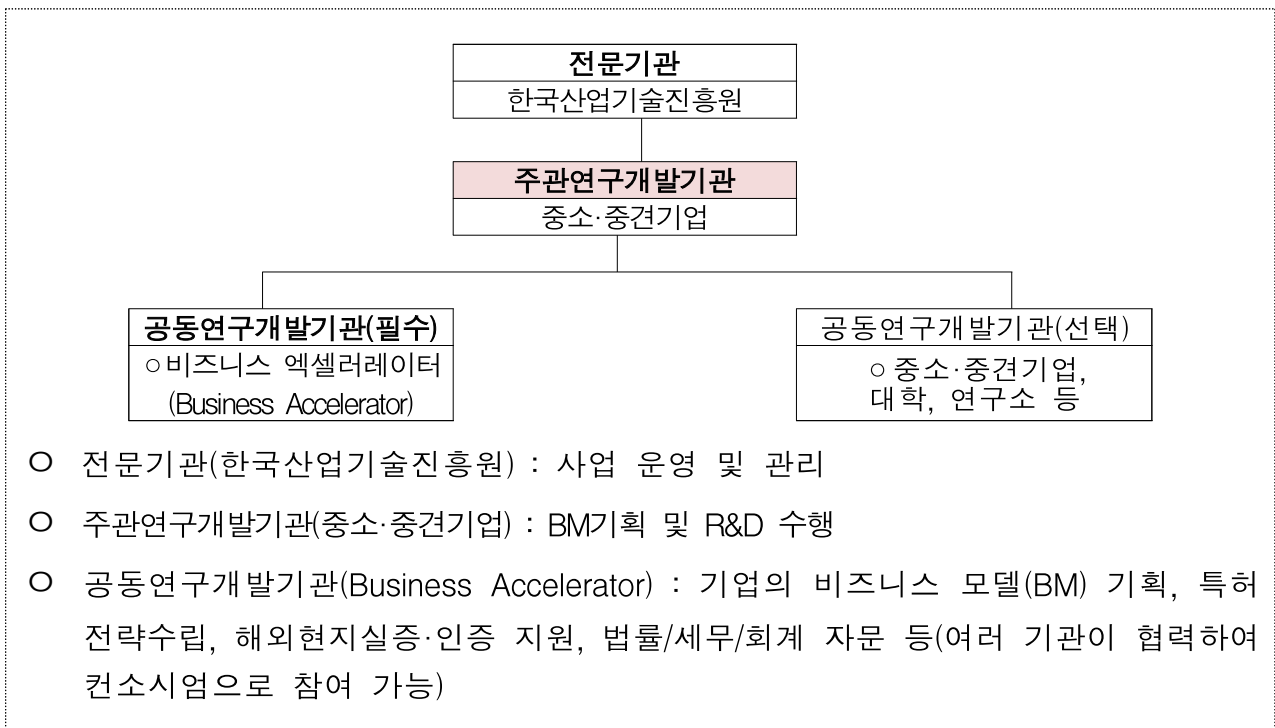 전문기관
한국산업기술진흥원
주관연구개발기관
중소·중견기업
공동연구개발기관(필수)
○비즈니스 엑셀러레이터
(Business Accelerator)
공동연구개발기관(선택)
○ 중소·중견기업,
대학, 연구소 등
○ 전문기관(한국산업기술진흥원) : 사업 운영 및 관리
○ 주관연구개발기관(중소·중견기업) : BM기획 및 R&D 수행
○ 공동연구개발기관(Business Accelerator) : 기업의 비즈니스 모델(BM) 기획, 특허
전략수립, 해외현지실증·인증 지원, 법률/세무/회계 자문 등(여러 기관이 협력하여
컨소시엄으로 참여 가능)